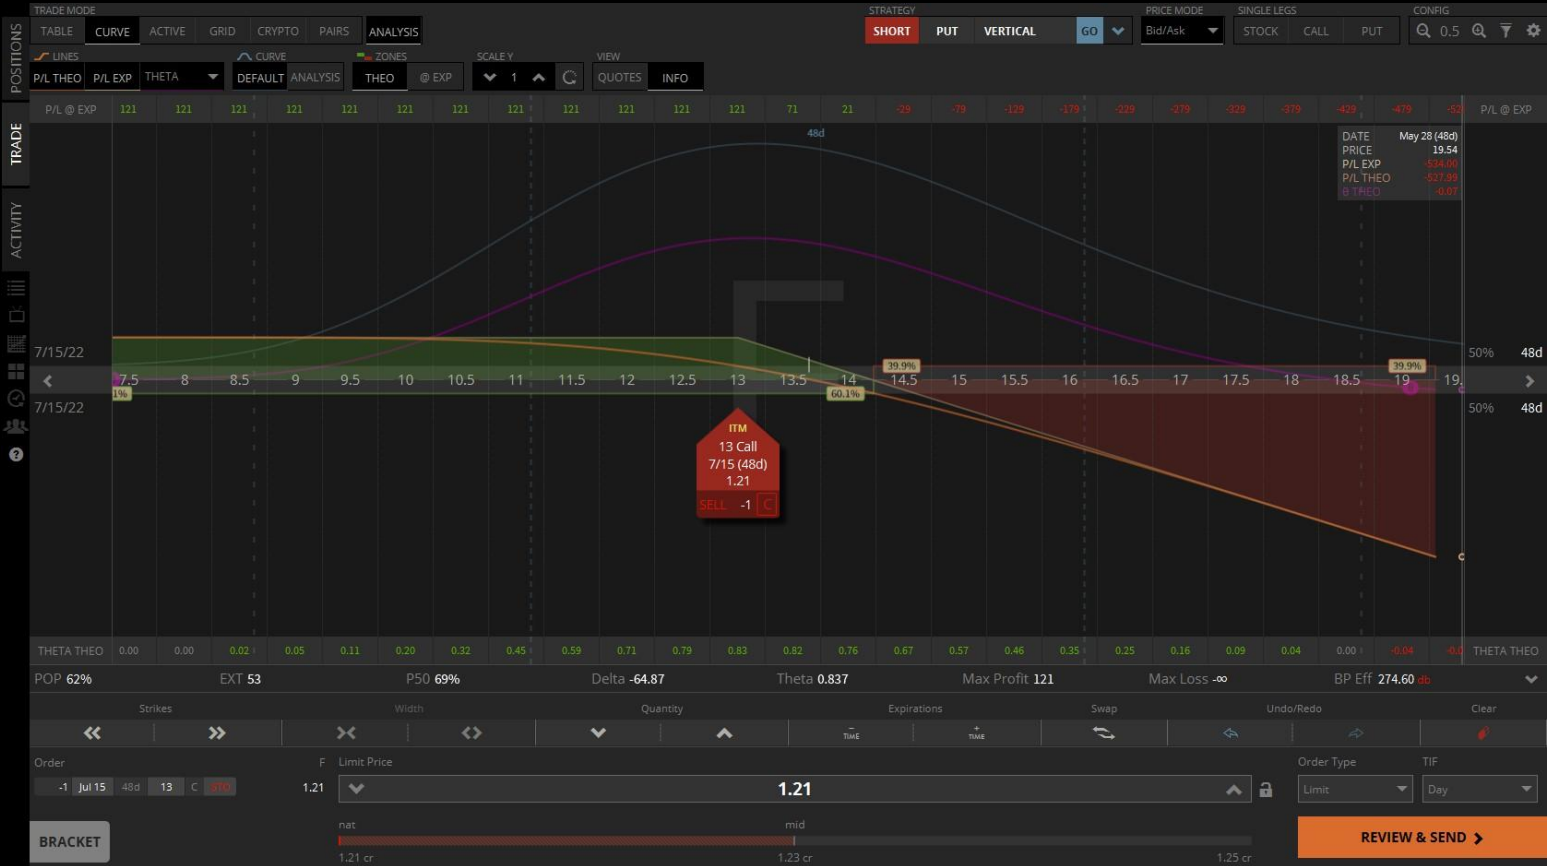 TRADE MODE STRATEGY PRICE MODE SINGLE LEGS CONFIG
TABLE CURVE ACTIVE GRID CRYPTO PAIRS ANALYSIS SHORT PUT VERTICAL GO Bid/Ask STOCK CALL PUT 0.5
LINES CURVE ZONES SCALE Y VIEW
P/L THEO P/L EXP THETA DEFAULT ANALYSIS THEO @ EXP 1 QUOTES INFO
POSITIONS
TRADE
ACTIVITY
P/L @ EXP 121 121 121 121 121 121 121 121 121 121 121 121 71 21 -29 -79 -129 -179 -229 -279 -329 -379 -429 -479 P/L @ EXP
48d
DATE May 28 (48d)
PRICE 19.54
P/L EXP -534.00
P/L THEO -527.99
θ THEO -0.07
7/15/22 50% 48d
39.9% 39.9%
7.5 8 8.5 9 9.5 10 10.5 11 11.5 12 12.5 13 13.5 14 14.5 15 15.5 16 16.5 17 17.5 18 18.5 19 19.
1% 60.1%
7/15/22 50% 48d
ITM
13 Call
7/15 (48d)
1.21
SELL -1 C
THETA THEO 0.00 0.00 0.02 0.05 0.11 0.20 0.32 0.45 0.59 0.71 0.79 0.83 0.82 0.76 0.67 0.57 0.46 0.35 0.25 0.16 0.09 0.04 0.00 -0.04 -0.0 THETA THEO
POP 62% EXT 53 P50 69% Delta -64.87 Theta 0.837 Max Profit 121 Max Loss -∞ BP Eff 274.60 db
Strikes Width Quantity Expirations Swap Undo/Redo Clear
− TIME + TIME
Order F Limit Price Order Type TIF
-1 Jul 15 48d 13 C STO 1.21 1.21 Limit Day
nat mid
BRACKET REVIEW & SEND
1.21 cr 1.23 cr 1.25 cr